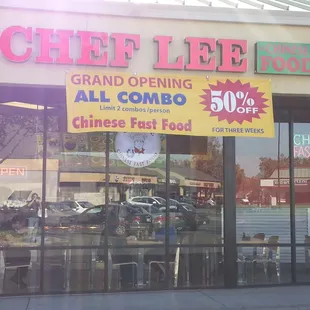 CHEF LEE
FOOD
GRAND OPENING
ALL COMBO
Limit 2 combos/person
Chinese Fast Food
50% OFF
for THREE WEEKS
OPEN